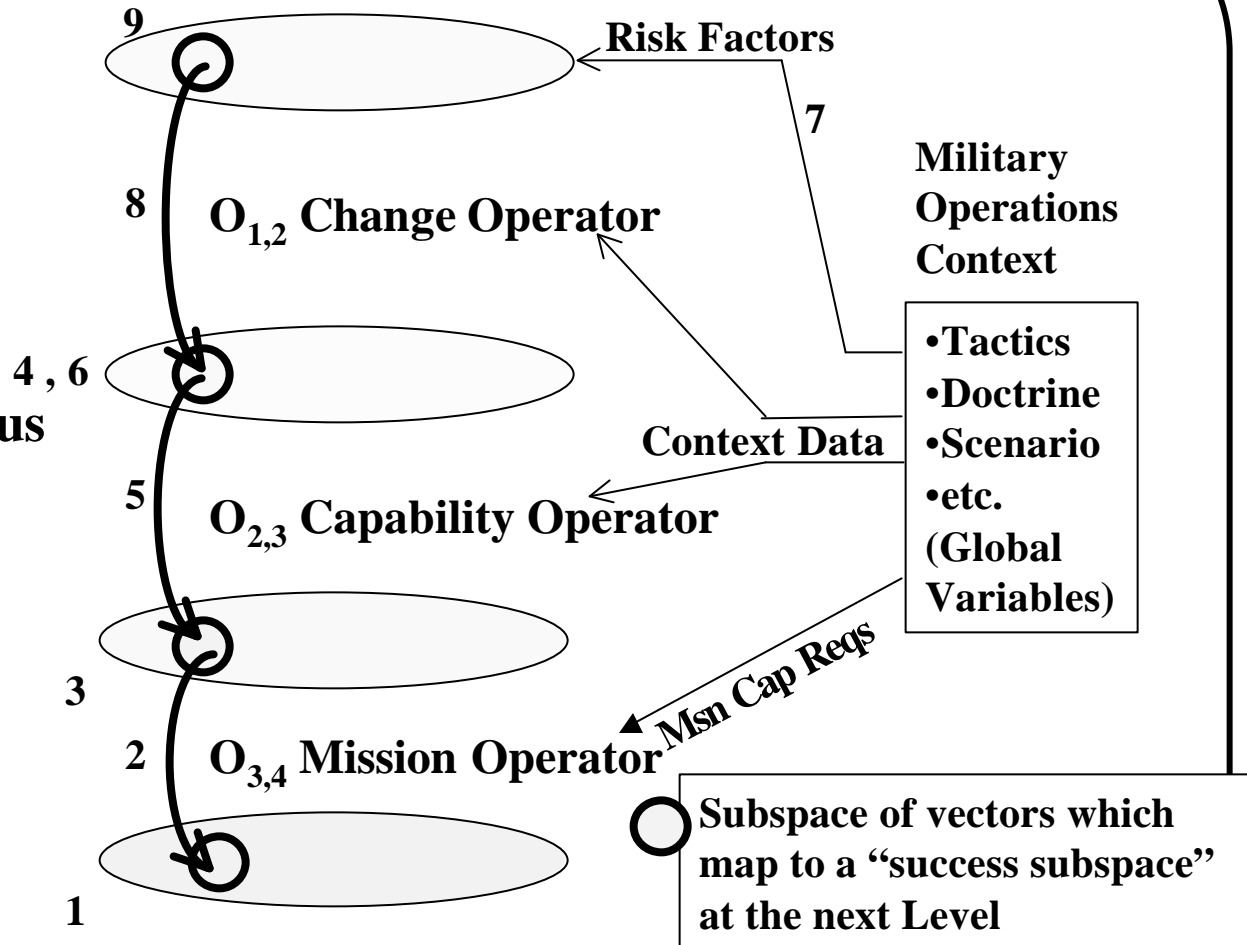 9
Risk Factors
7
Military
Operations
Context
8
O1,2 Change Operator
•Tactics
•Doctrine
•Scenario
•etc.
(Global
Variables)
4 , 6
us
Context Data
5
O2,3 Capability Operator
Msn Cap Reqs
3
2
O3,4 Mission Operator
Subspace of vectors which
map to a “success subspace”
at the next Level
1